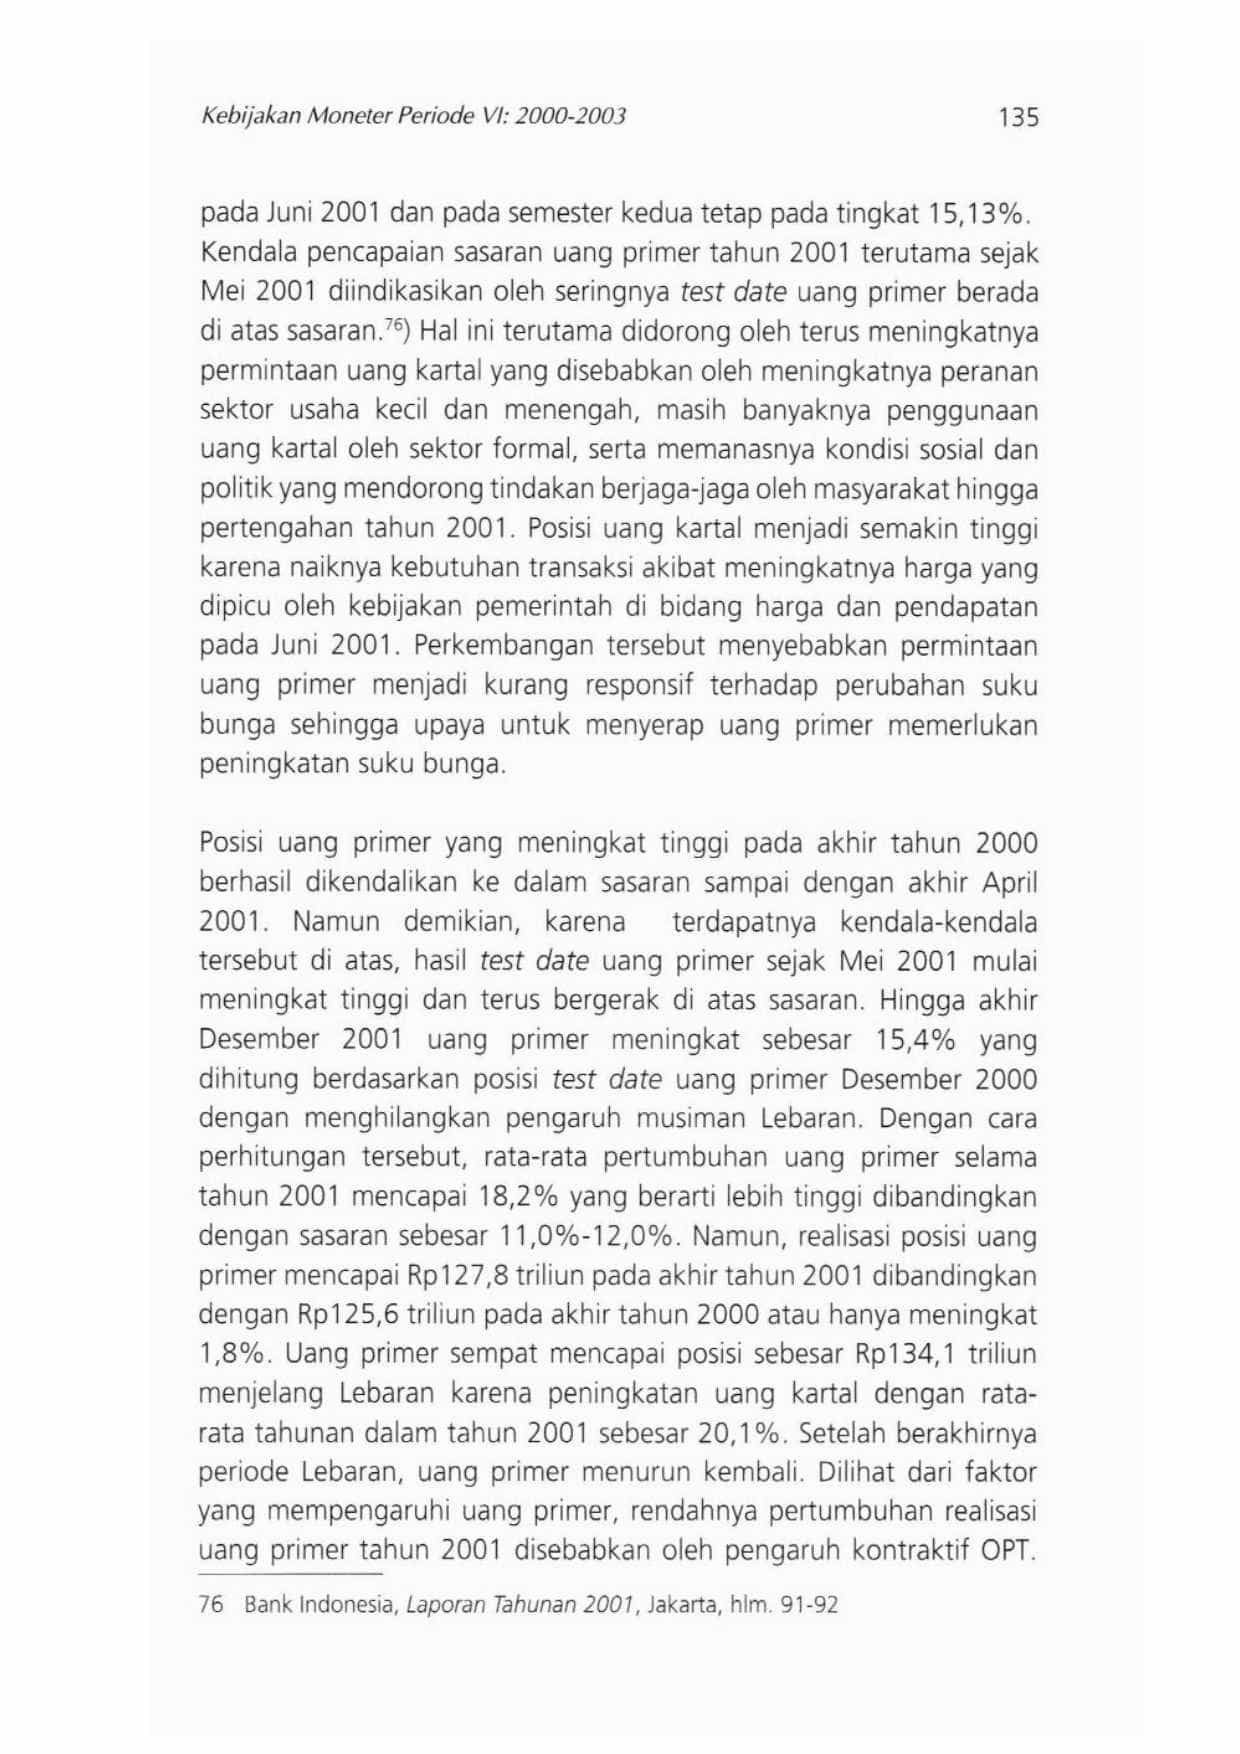 Kebijakan Moneter Periode VI: 2000-2003 135
pada Juni 2001 dan pada semester kedua tetap pada tingkat 15,13%.
Kendala pencapaian sasaran uang primer tahun 2001 terutama sejak
Mei 2001 diindikasikan oleh seringnya test date uang primer berada
di atas sasaran.76) Hal ini terutama didorong oleh terus meningkatnya
permintaan uang kartal yang disebabkan oleh meningkatnya peranan
sektor usaha kecil dan menengah, masih banyaknya penggunaan
uang kartal oleh sektor formal, serta memanasnya kondisi sosial dan
politik yang mendorong tindakan berjaga-jaga oleh masyarakat hingga
pertengahan tahun 2001. Posisi uang kartal menjadi semakin tinggi
karena naiknya kebutuhan transaksi akibat meningkatnya harga yang
dipicu oleh kebijakan pemerintah di bidang harga dan pendapatan
pada Juni 2001. Perkembangan tersebut menyebabkan permintaan
uang primer menjadi kurang responsif terhadap perubahan suku
bunga sehingga upaya untuk menyerap uang primer memerlukan
peningkatan suku bunga.
Posisi uang primer yang meningkat tinggi pada akhir tahun 2000
berhasil dikendalikan ke dalam sasaran sampai dengan akhir April
2001. Namun demikian, karena terdapatnya kendala-kendala
tersebut di atas, hasil test date uang primer sejak Mei 2001 mulai
meningkat tinggi dan terus bergerak di atas sasaran. Hingga akhir
Desember 2001 uang primer meningkat sebesar 15,4% yang
dihitung berdasarkan posisi test date uang primer Desember 2000
dengan menghilangkan pengaruh musiman Lebaran. Dengan cara
perhitungan tersebut, rata-rata pertumbuhan uang primer selama
tahun 2001 mencapai 18,2% yang berarti lebih tinggi dibandingkan
dengan sasaran sebesar 11,0%-12,0%. Namun, realisasi posisi uang
primer mencapai Rp127,8 triliun pada akhir tahun 2001 dibandingkan
dengan Rp125,6 triliun pada akhir tahun 2000 atau hanya meningkat
1,8%. Uang primer sempat mencapai posisi sebesar Rp134,1 triliun
menjelang Lebaran karena peningkatan uang kartal dengan rata-
rata tahunan dalam tahun 2001 sebesar 20,1%. Setelah berakhirnya
periode Lebaran, uang primer menurun kembali. Dilihat dari faktor
yang mempengaruhi uang primer, rendahnya pertumbuhan realisasi
uang primer tahun 2001 disebabkan oleh pengaruh kontraktif OPT.
76 Bank Indonesia, Laporan Tahunan 2001, Jakarta, hlm. 91-92